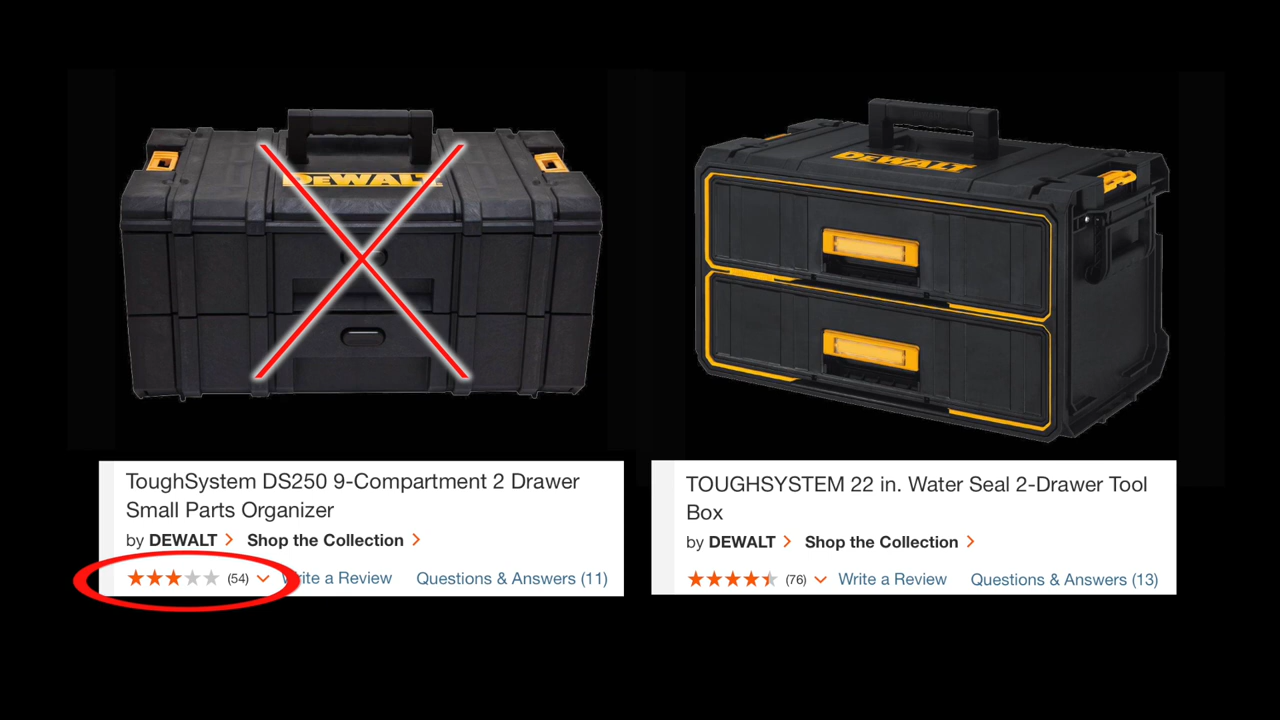 DEWALT
DEWALT
ToughSystem DS250 9-Compartment 2 Drawer
Small Parts Organizer
by DEWALT > Shop the Collection >
(54) Write a Review Questions & Answers (11)
TOUGHSYSTEM 22 in. Water Seal 2-Drawer Tool
Box
by DEWALT > Shop the Collection >
(76) Write a Review Questions & Answers (13)